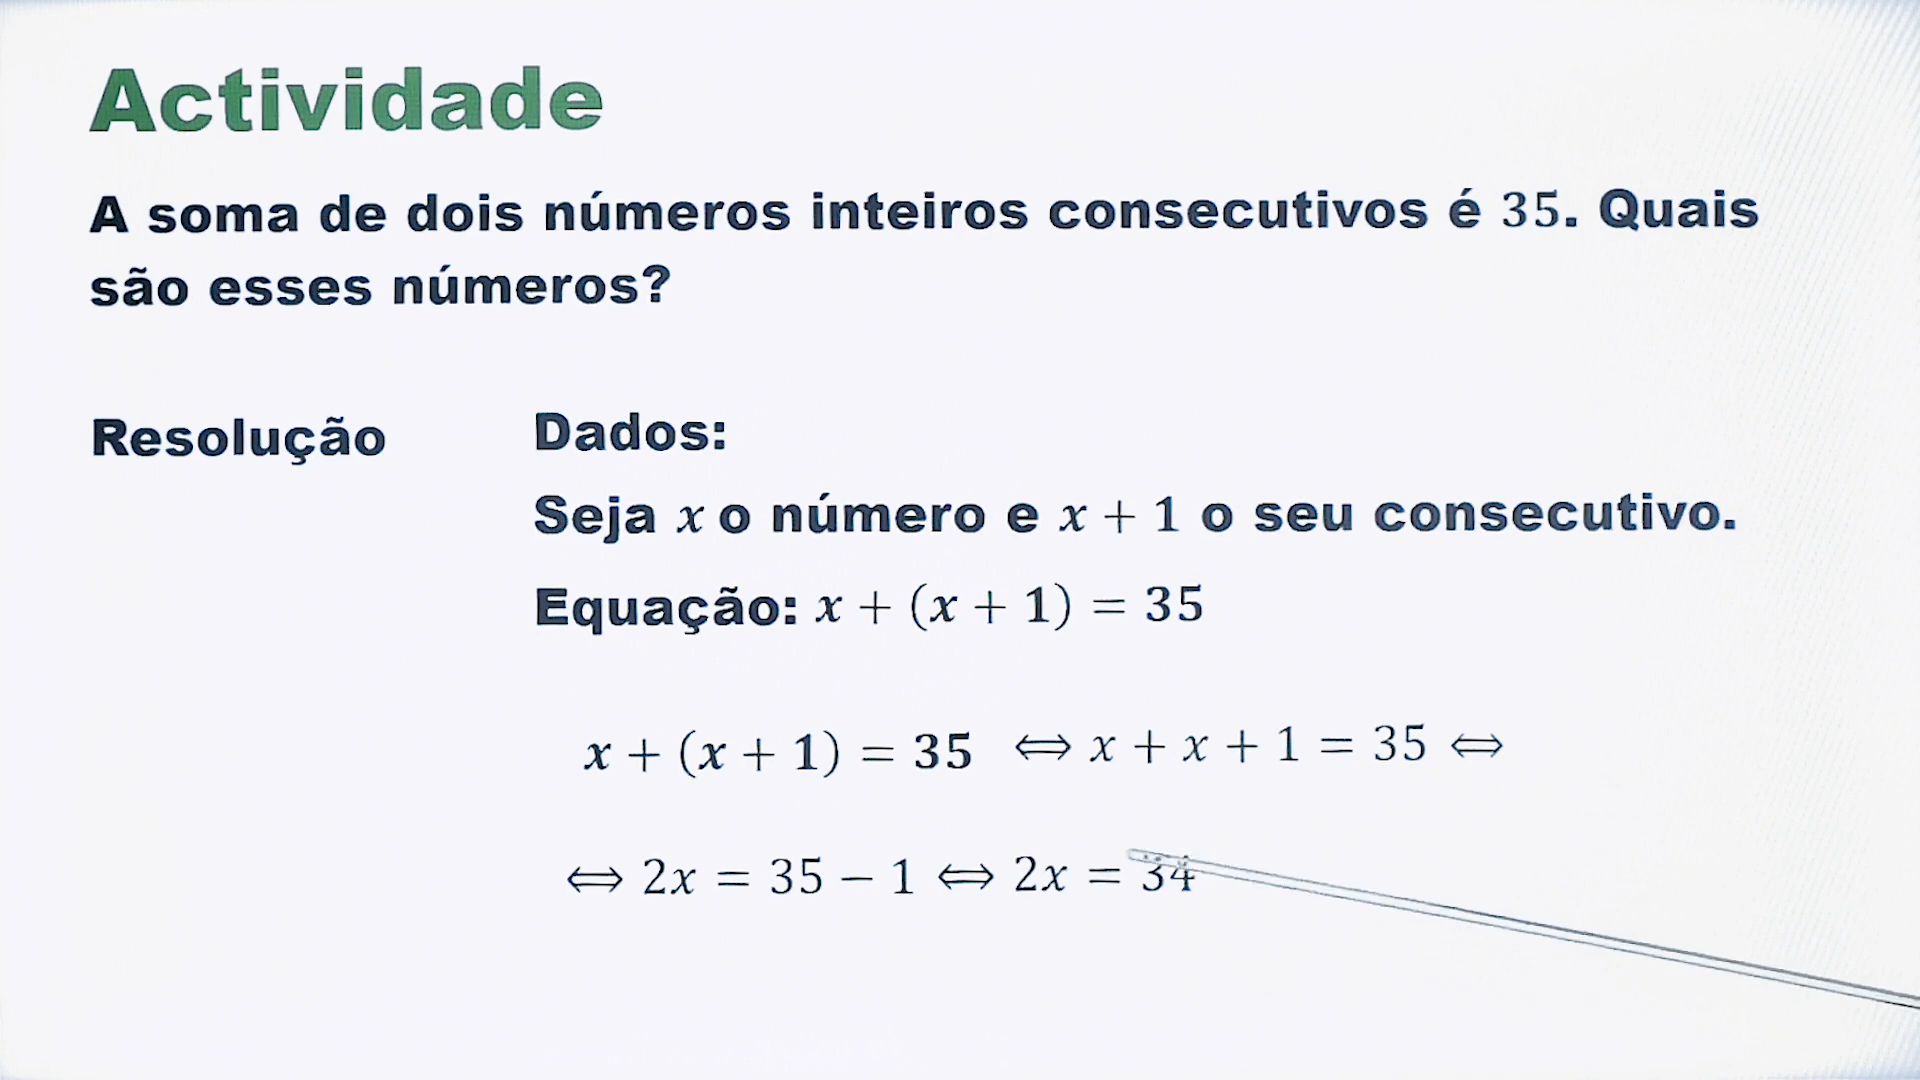 Actividade
A soma de dois números inteiros consecutivos é 35. Quais
são esses números?
Resolução
Dados:
Seja x o número e x + 1 o seu consecutivo.
Equação: x + (x + 1) = 35
x + (x + 1) = 35 ⟺ x + x + 1 = 35 ⟺
⟺ 2x = 35 − 1 ⟺ 2x = 34